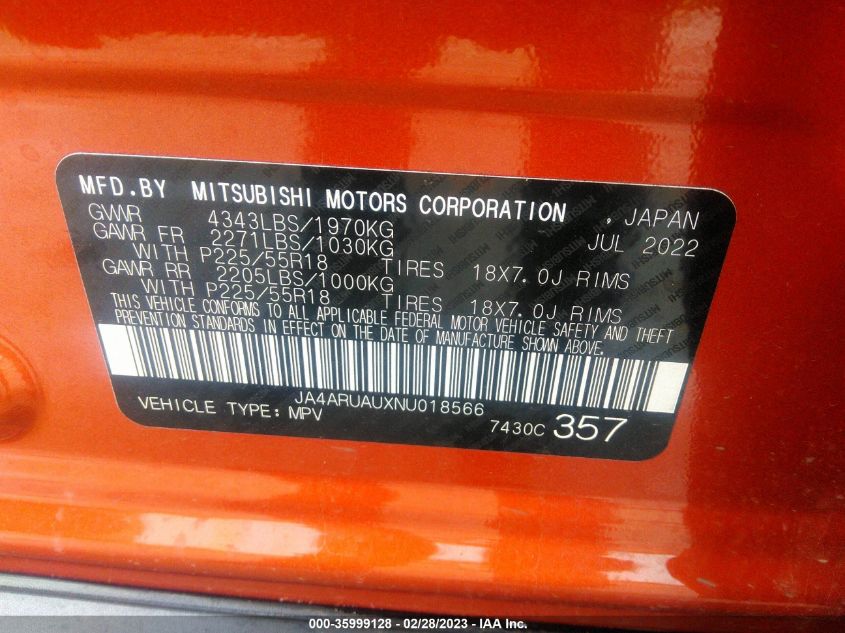 MFD.BY MITSUBISHI MOTORS CORPORATION , JAPAN
GVWR 4343LBS/1970KG JUL 2022
GAWR FR 2271LBS/1030KG
WITH P225/55R18 TIRES 18X7.0J RIMS
GAWR RR 2205LBS/1000KG
WITH P225/55R18 TIRES 18X7.0J RIMS
THIS VEHICLE CONFORMS TO ALL APPLICABLE FEDERAL MOTOR VEHICLE SAFETY AND THEFT
PREVENTION STANDARDS IN EFFECT ON THE DATE OF MANUFACTURE SHOWN ABOVE.
JA4ARUAUXNU018566
VEHICLE TYPE: MPV 7430C 357
000-35999128 - 02/28/2023 - IAA Inc.